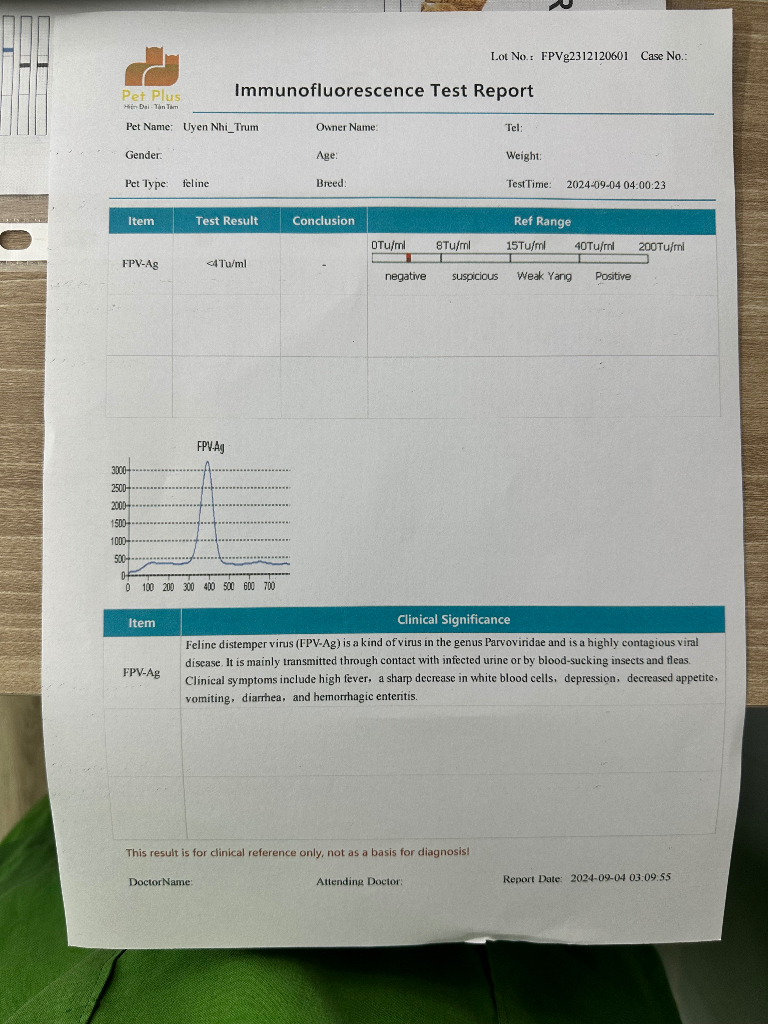 Lot No.: FPVg2312120601 Case No.:
Pet Plus
Hiện Đại - Tận Tâm
Immunofluorescence Test Report
Pet Name: Uyen Nhi_Trum Owner Name: Tel:
Gender: Age: Weight:
Pet Type: feline Breed: TestTime: 2024-09-04 04:00:23
Item Test Result Conclusion Ref Range
0Tu/ml 8Tu/ml 15Tu/ml 40Tu/ml 200Tu/ml
FPV-Ag <4Tu/ml -
negative suspicious Weak Yang Positive
FPV-Ag
3000
2500
2000
1500
1000
500
0
0 100 200 300 400 500 600 700
Item Clinical Significance
Feline distemper virus (FPV-Ag) is a kind of virus in the genus Parvoviridae and is a highly contagious viral
disease. It is mainly transmitted through contact with infected urine or by blood-sucking insects and fleas.
FPV-Ag
Clinical symptoms include high fever, a sharp decrease in white blood cells, depression, decreased appetite,
vomiting, diarrhea, and hemorrhagic enteritis.
This result is for clinical reference only, not as a basis for diagnosis!
DoctorName: Attending Doctor: Report Date: 2024-09-04 03:09:55